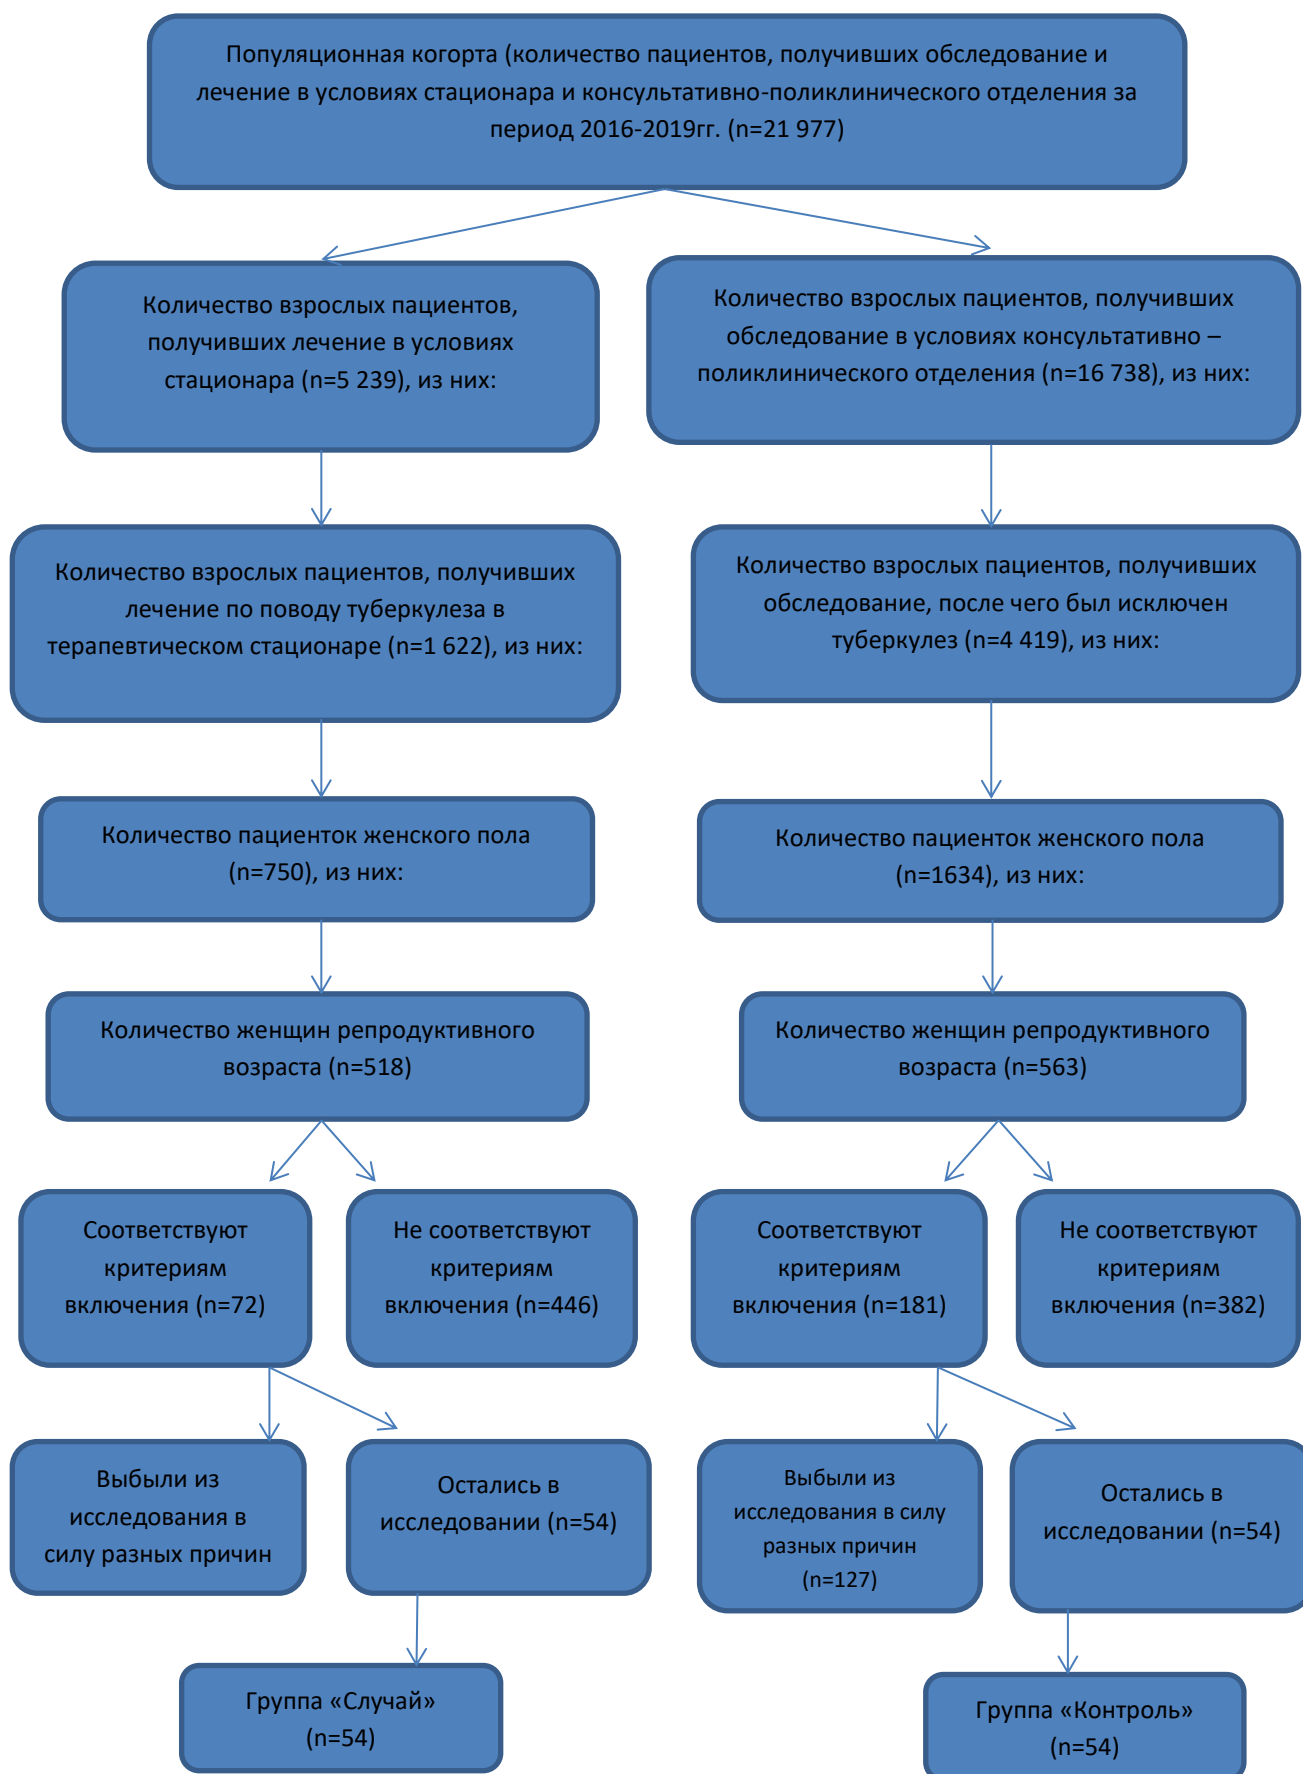 Популяционная когорта (количество пациентов, получивших обследование и
лечение в условиях стационара и консультативно-поликлинического отделения за
период 2016-2019гг. (n=21 977)
Количество взрослых пациентов,
получивших лечение в условиях
стационара (n=5 239), из них:
Количество взрослых пациентов, получивших
обследование в условиях консультативно –
поликлинического отделения (n=16 738), из них:
Количество взрослых пациентов, получивших
лечение по поводу туберкулеза в
терапевтическом стационаре (n=1 622), из них:
Количество взрослых пациентов, получивших
обследование, после чего был исключен
туберкулез (n=4 419), из них:
Количество пациенток женского пола
(n=750), из них:
Количество пациенток женского пола
(n=1634), из них:
Количество женщин репродуктивного
возраста (n=518)
Количество женщин репродуктивного
возраста (n=563)
Соответствуют
критериям
включения (n=72)
Не соответствуют
критериям
включения (n=446)
Соответствуют
критериям
включения (n=181)
Не соответствуют
критериям
включения (n=382)
Выбыли из
исследования в
силу разных причин
Остались в
исследовании (n=54)
Выбыли из
исследования в силу
разных причин
(n=127)
Остались в
исследовании (n=54)
Группа «Случай»
(n=54)
Группа «Контроль»
(n=54)